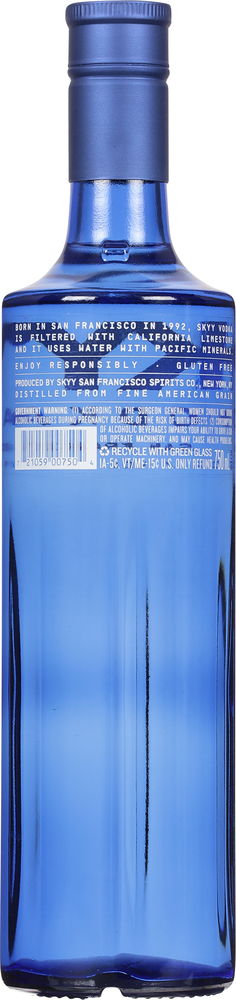 BORN IN SAN FRANCISCO IN 1992, SKYY VODKA
IS FILTERED WITH CALIFORNIA LIMESTONE
AND IT USES WATER WITH PACIFIC MINERALS.
ENJOY RESPONSIBLY · GLUTEN FREE
PRODUCED BY SKYY SAN FRANCISCO SPIRITS CO., NEW YORK, NY
DISTILLED FROM FINE AMERICAN GRAIN
GOVERNMENT WARNING: (1) ACCORDING TO THE SURGEON GENERAL, WOMEN SHOULD NOT DRINK
ALCOHOLIC BEVERAGES DURING PREGNANCY BECAUSE OF THE RISK OF BIRTH DEFECTS. (2) CONSUMPTION
OF ALCOHOLIC BEVERAGES IMPAIRS YOUR ABILITY TO DRIVE A CAR
OR OPERATE MACHINERY, AND MAY CAUSE HEALTH PROBLEMS.
21059 00750 4
RECYCLE WITH GREEN GLASS
IA-5¢, VT/ME-15¢ U.S. ONLY REFUND
750 mL